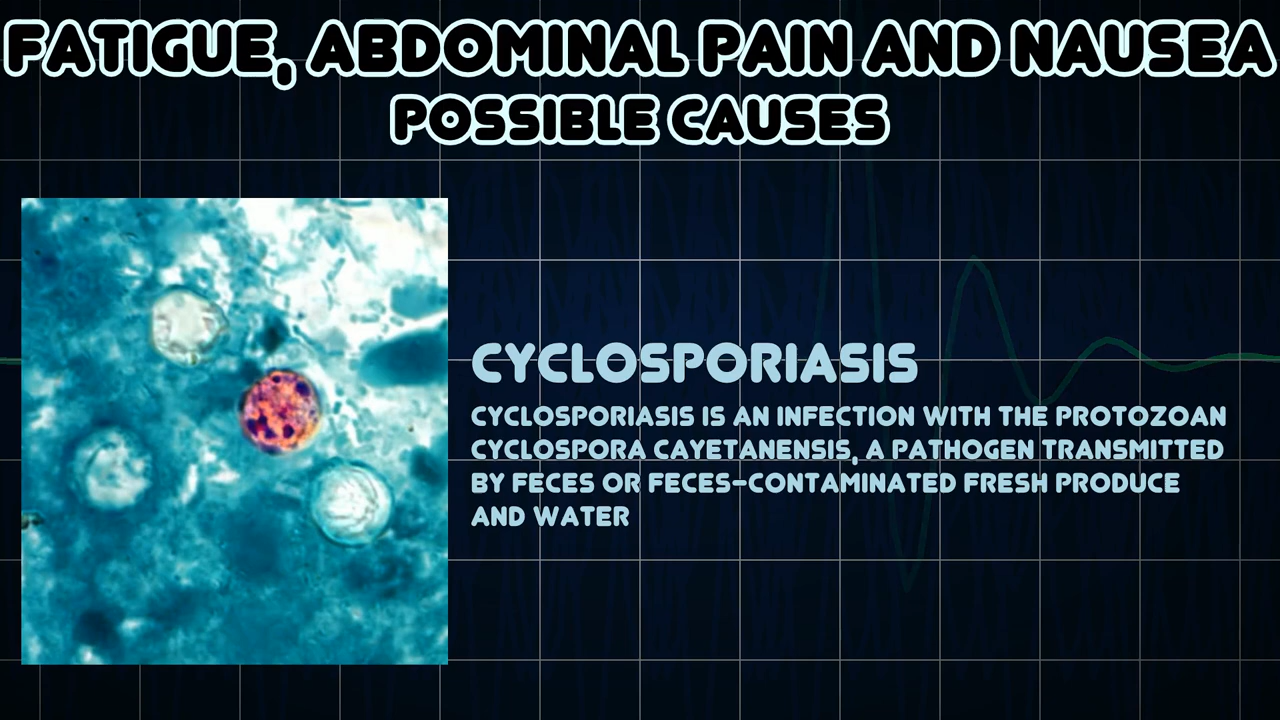 FATIGUE, ABDOMINAL PAIN AND NAUSEA
POSSIBLE CAUSES
CYCLOSPORIASIS
CYCLOSPORIASIS IS AN INFECTION WITH THE PROTOZOAN
CYCLOSPORA CAYETANENSIS, A PATHOGEN TRANSMITTED
BY FECES OR FECES-CONTAMINATED FRESH PRODUCE
AND WATER